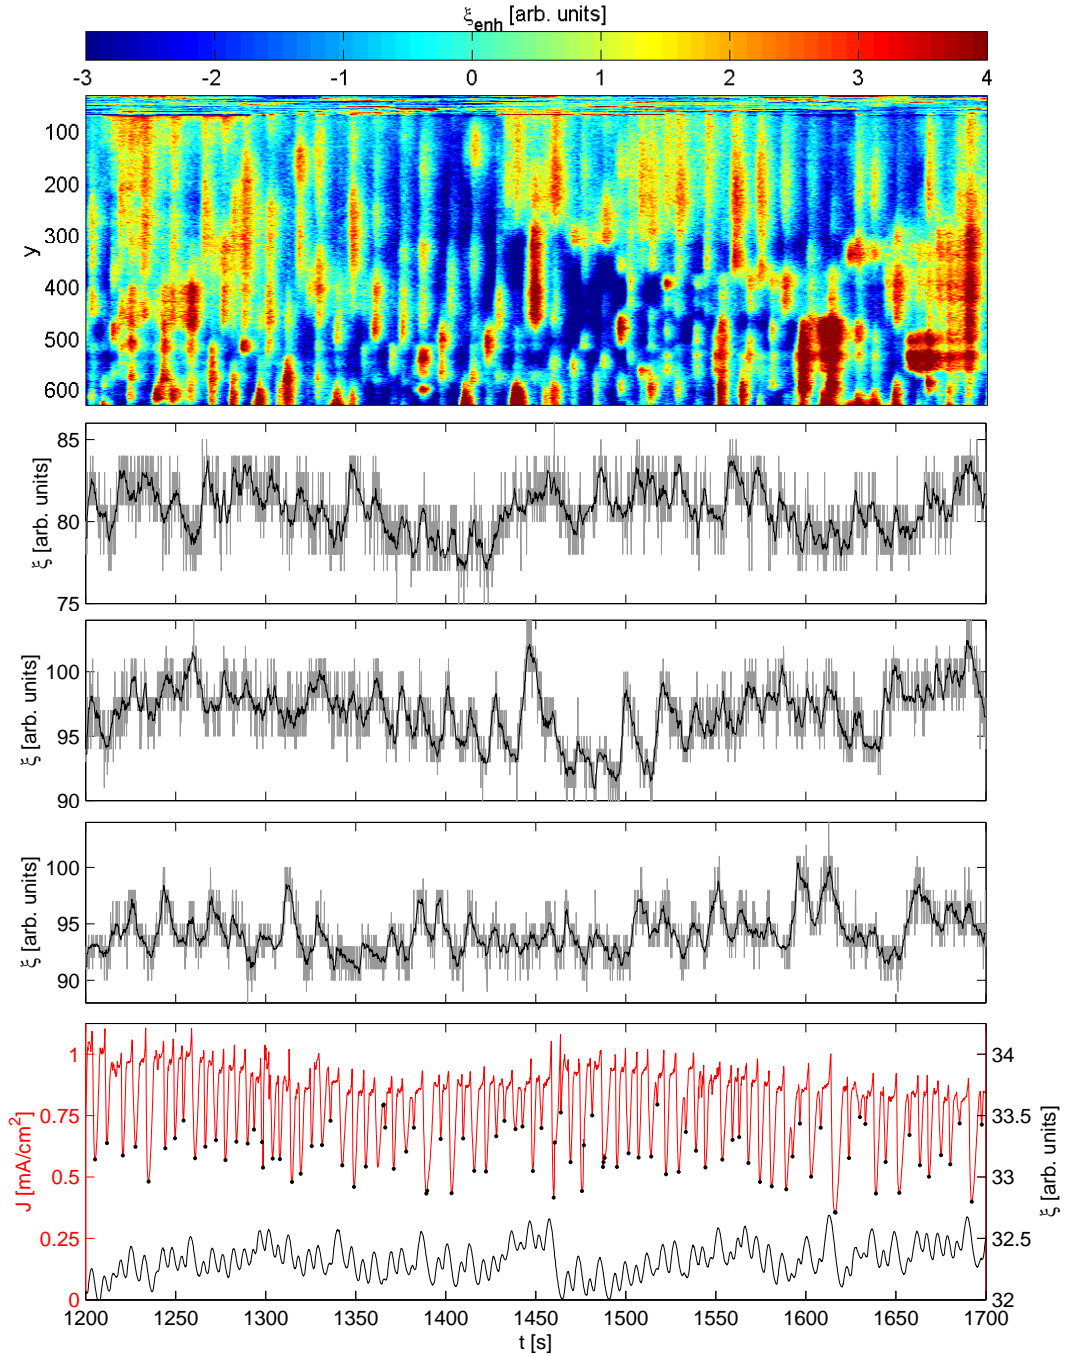 ξenh [arb. units]
-3 -2 -1 0 1 2 3 4
y
100
200
300
400
500
600
ξ [arb. units]
85
80
75
ξ [arb. units]
100
95
90
ξ [arb. units]
100
95
90
J [mA/cm²]
1
0.75
0.5
0.25
0
34
33.5
33
32.5
32
ξ [arb. units]
1200 1250 1300 1350 1400 1450 1500 1550 1600 1650 1700
t [s]